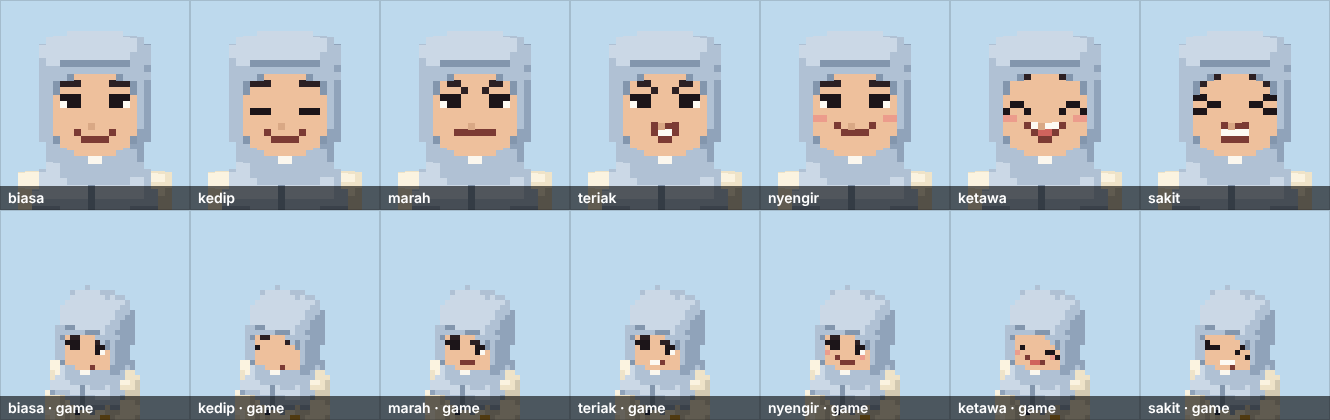 biasa
kedip
marah
teriak
nyengir
ketawa
sakit
biasa · game
kedip · game
marah · game
teriak · game
nyengir · game
ketawa · game
sakit · game